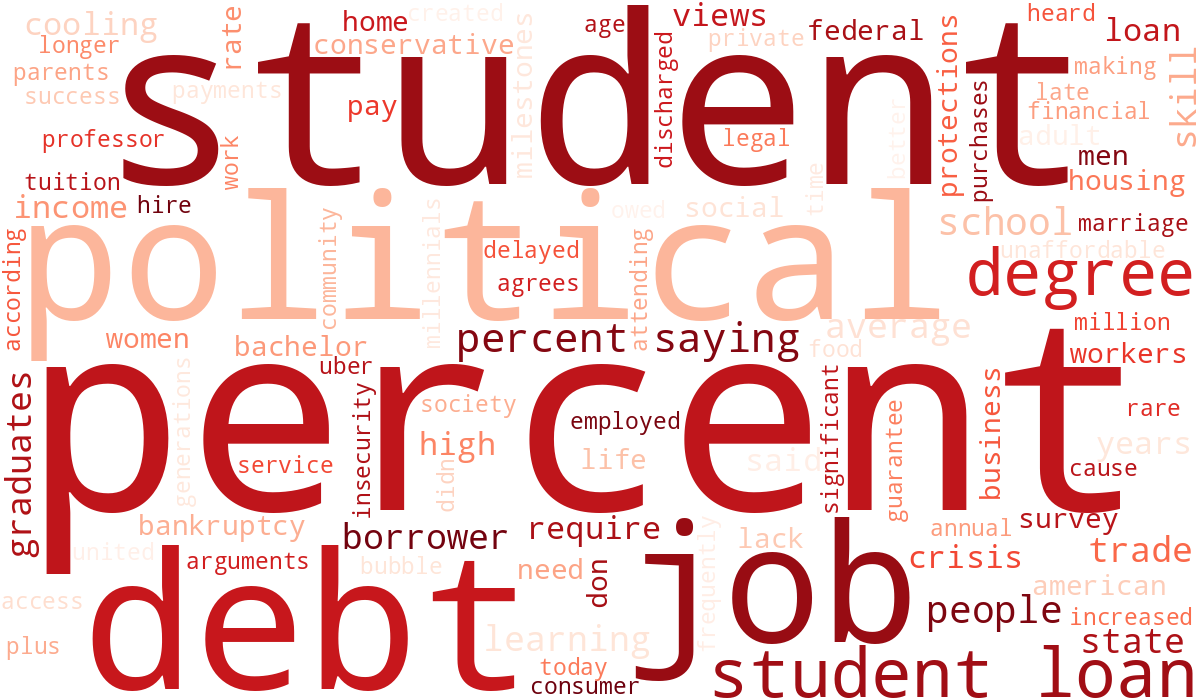 cooling
created
home
age
views
heard
longer
rate
conservative
private
federal
loan
parents
payments
milestones
discharged
protections
making
success
pay
late
skill
student
professor
work
legal
better
purchases
financial
adult
tuition
men
income
hire
owed
social
time
school
housing
marriage
according
political
community
millennials
delayed
agrees
attending
unaffordable
degree
women
bachelor
percent saying
average
food
million
workers
generations
uber
insecurity
society
employed
significant
rare
graduates
percent
service
high
didn
life
said
guarantee
business
years
cause
bankruptcy
borrower
require
job
lack
annual
survey
united
arguments
bubble
need
don
frequently
crisis
trade
american
access
debt
people
increased
plus
learning
state
today
consumer
student loan